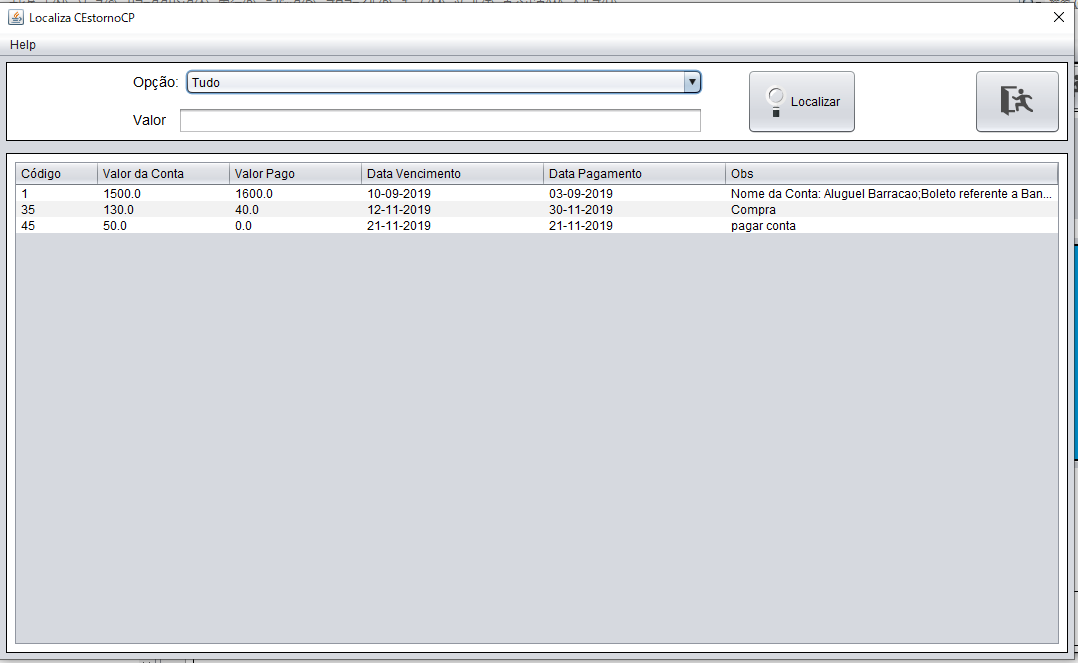 Localiza CEstornoCP
Help
Opção: Tudo
Localizar
Valor
Código Valor da Conta Valor Pago Data Vencimento Data Pagamento Obs
1 1500.0 1600.0 10-09-2019 03-09-2019 Nome da Conta: Aluguel Barracao;Boleto referente a Ban...
35 130.0 40.0 12-11-2019 30-11-2019 Compra
45 50.0 0.0 21-11-2019 21-11-2019 pagar conta